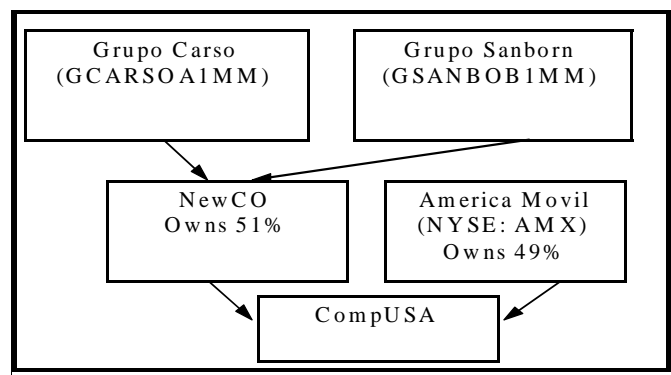 Grupo Carso
(GCARSOA1MM)
Grupo Sanborn
(GSANBOB1MM)
NewCO
Owns 51%
America Movil
(NYSE: AMX)
Owns 49%
CompUSA